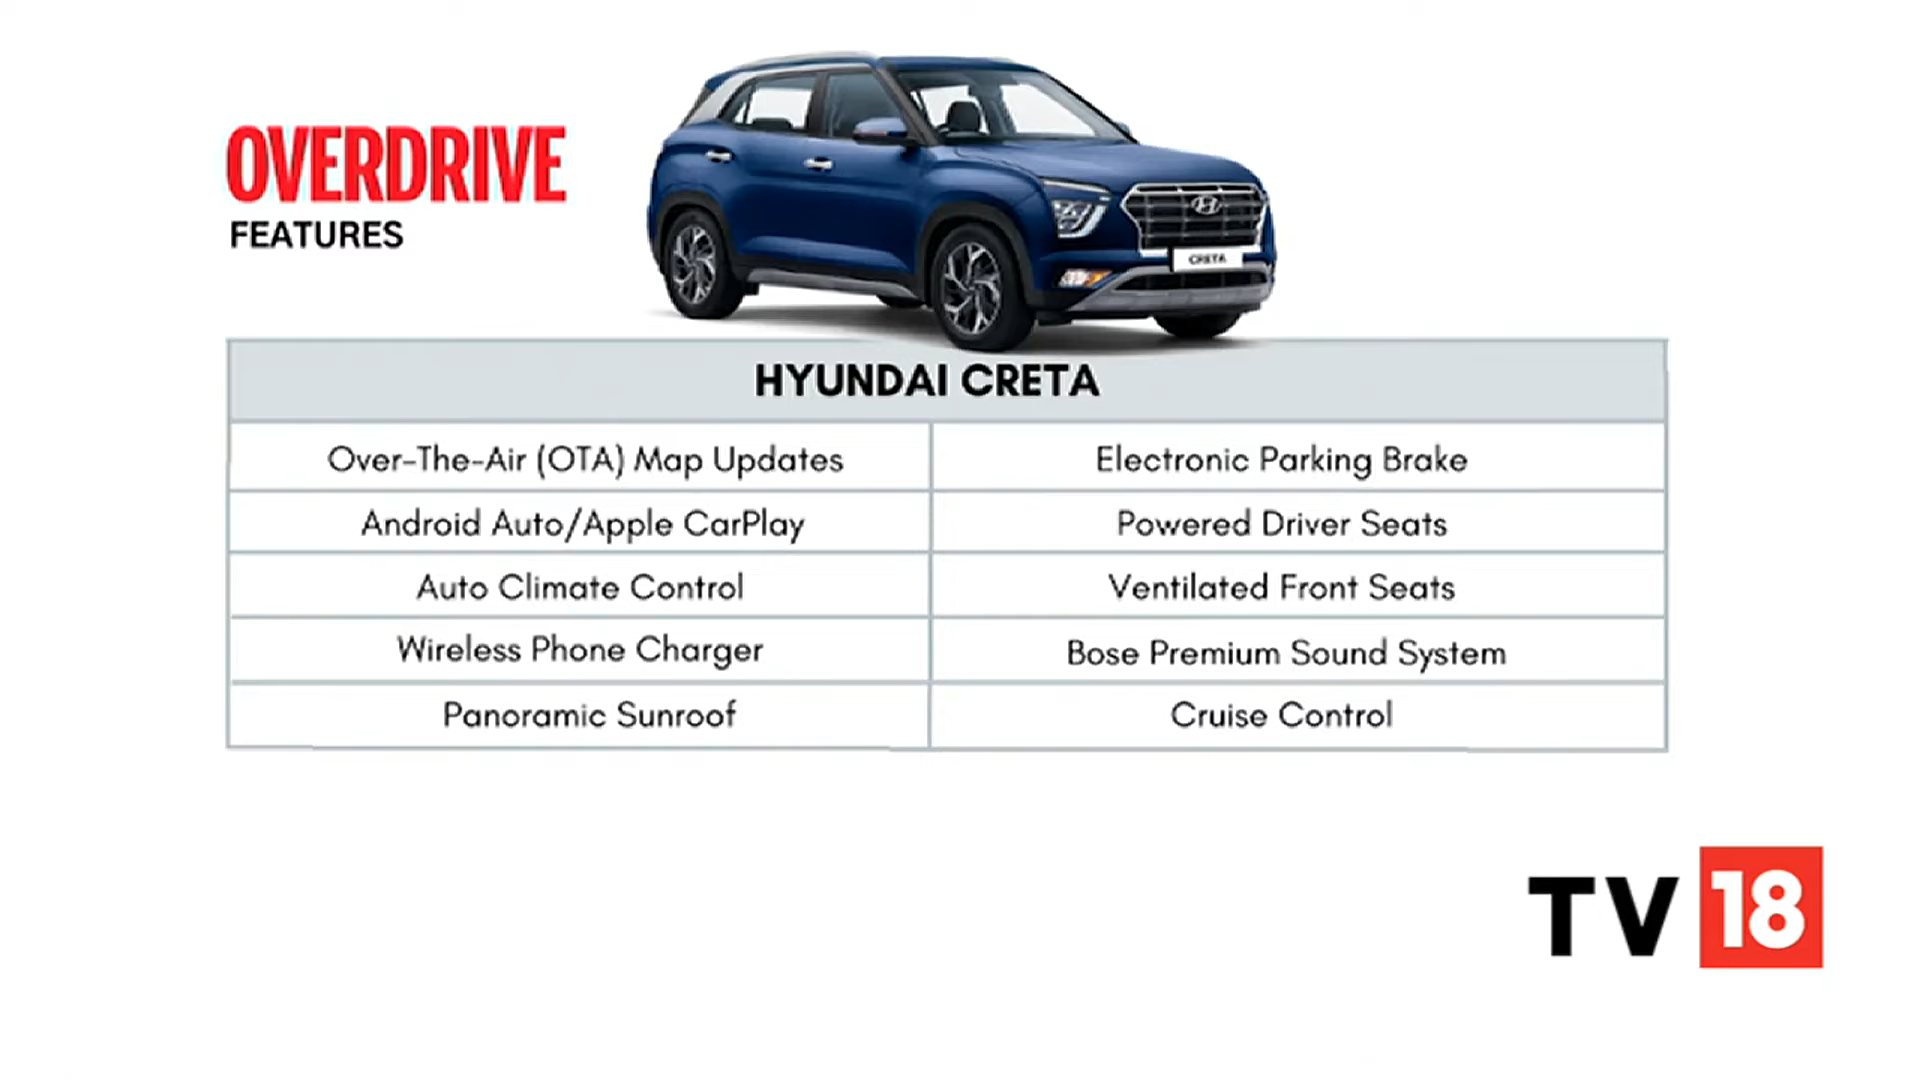 OVERDRIVE
FEATURES
CRETA
HYUNDAI CRETA
Over-The-Air (OTA) Map Updates
Electronic Parking Brake
Android Auto/Apple CarPlay
Powered Driver Seats
Auto Climate Control
Ventilated Front Seats
Wireless Phone Charger
Bose Premium Sound System
Panoramic Sunroof
Cruise Control
TV18